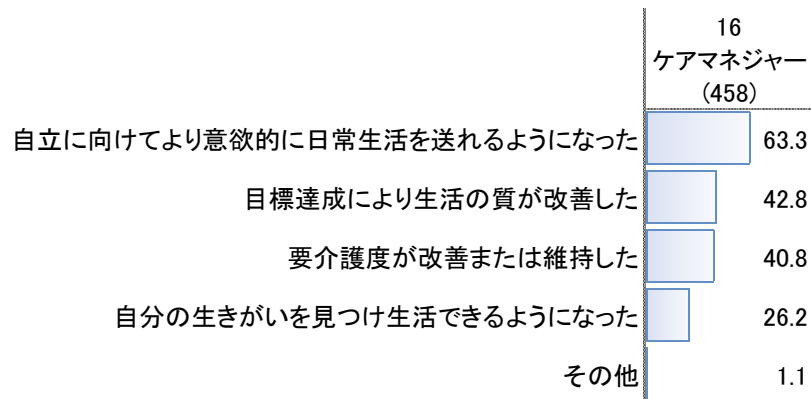 16
ケアマネジャー
(458)
自立に向けてより意欲的に日常生活を送れるようになった 63.3
目標達成により生活の質が改善した 42.8
要介護度が改善または維持した 40.8
自分の生きがいを見つけ生活できるようになった 26.2
その他 1.1